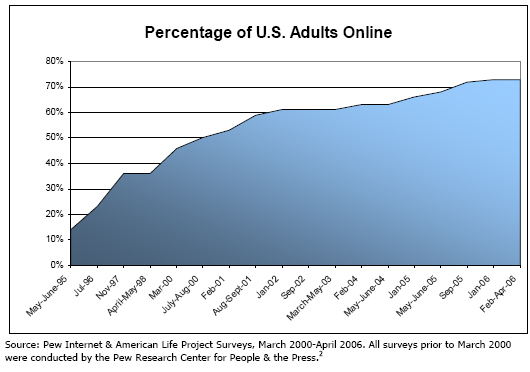 Percentage of U.S. Adults Online
80%
70%
60%
50%
40%
30%
20%
10%
0%
May-June-95
Jul-96
Nov-97
April-May-98
Mar-00
July-Aug-00
Feb-01
Aug-Sept-01
Jan-02
Sep-02
March-May-03
Feb-04
May-June-04
Jan-05
May-June-05
Sep-05
Jan-06
Feb-Apr-06
Source: Pew Internet & American Life Project Surveys, March 2000-April 2006. All surveys prior to March 2000
were conducted by the Pew Research Center for People & the Press.2